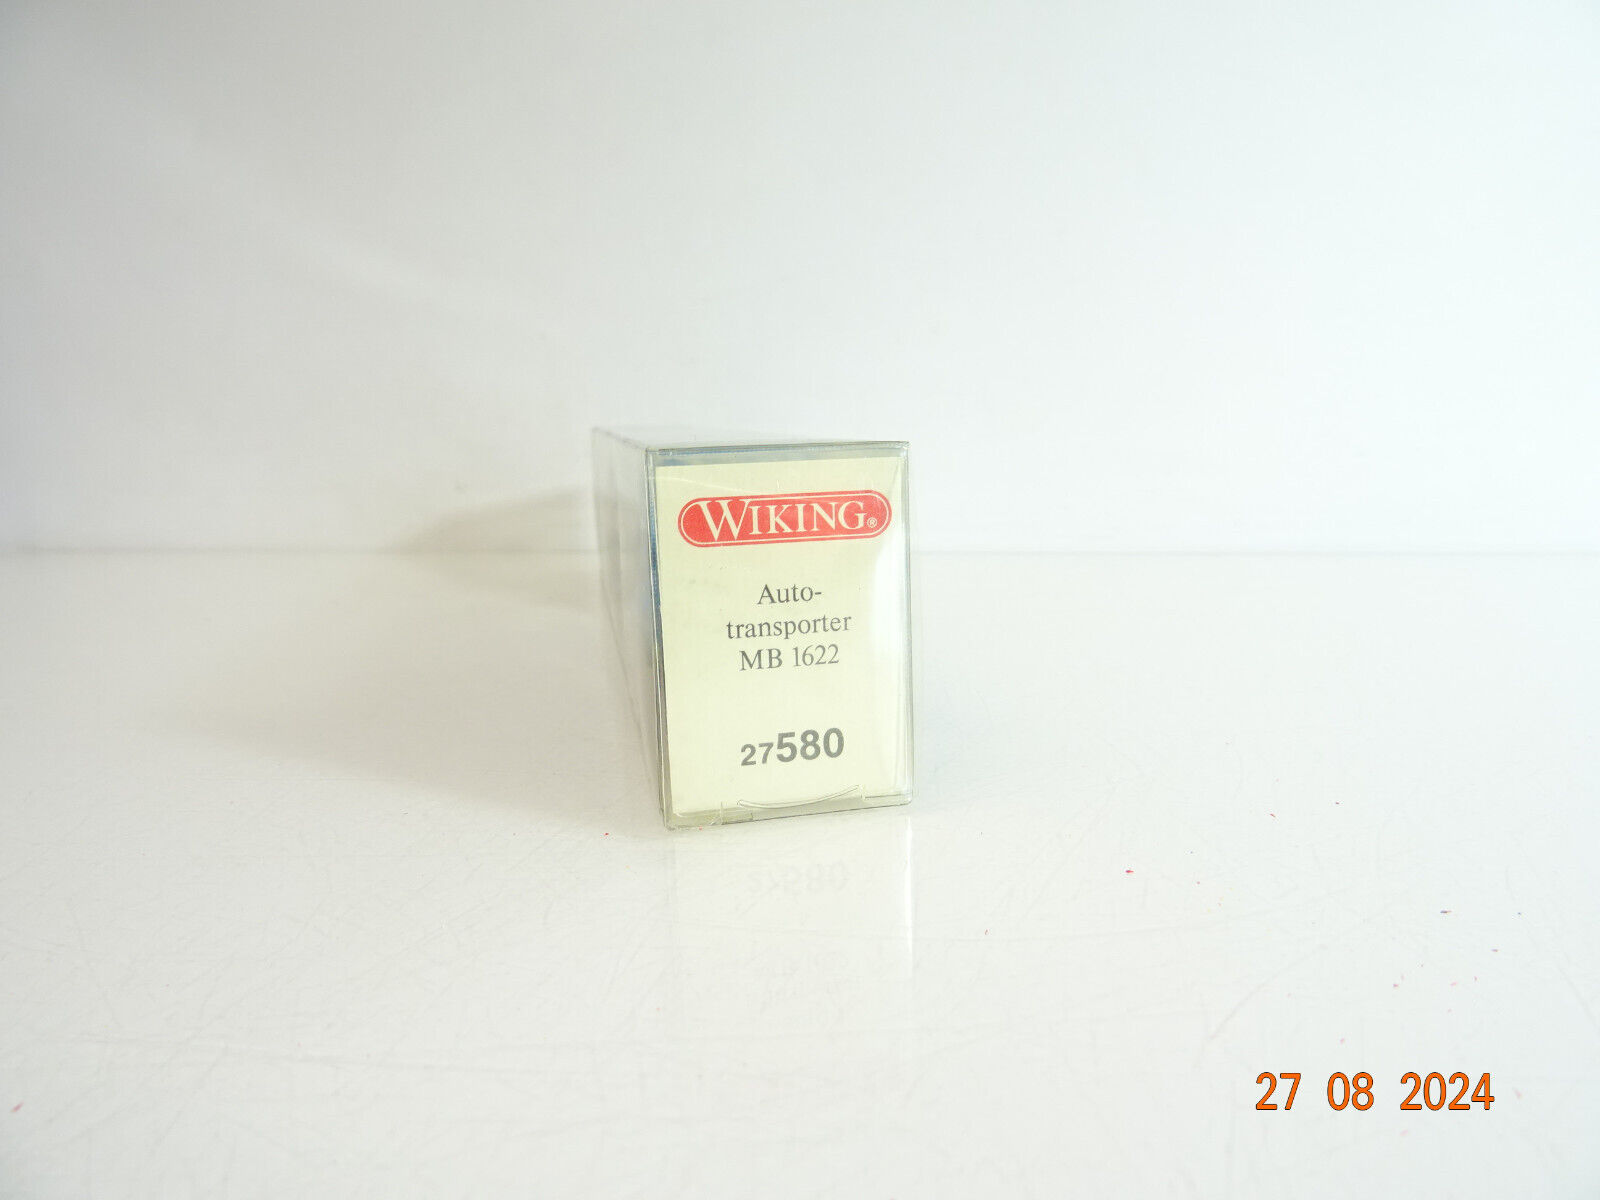 WIKING®
Auto-
transporter
MB 1622
27580
27 08 2024